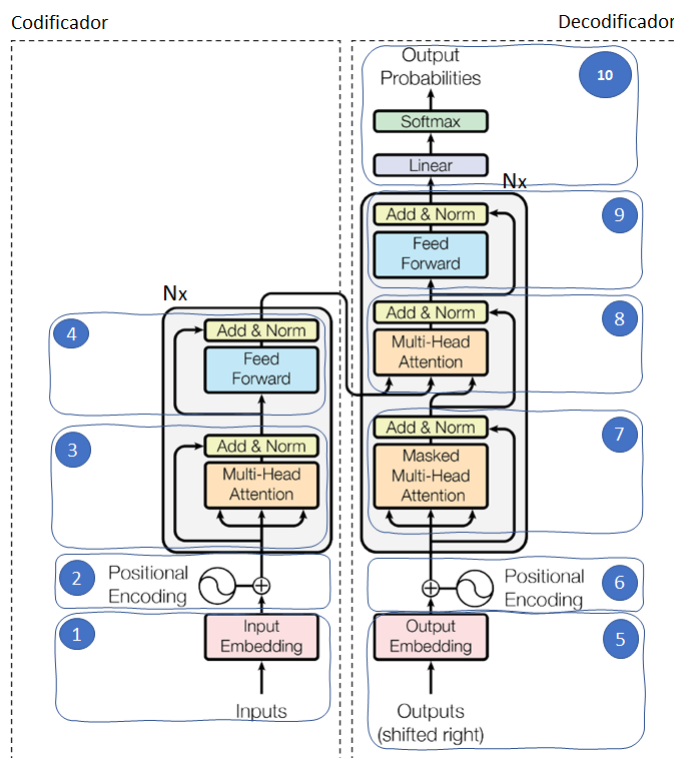 Codificador
Decodificador
Output
Probabilities
10
Softmax
Linear
Nx
Add & Norm
9
Feed
Forward
Nx
Add & Norm
8
4
Add & Norm
Multi-Head
Attention
Feed
Forward
Add & Norm
7
3
Add & Norm
Masked
Multi-Head
Attention
Multi-Head
Attention
2
Positional
Encoding
Positional
Encoding
6
1
Input
Embedding
Output
Embedding
5
Inputs
Outputs
(shifted right)